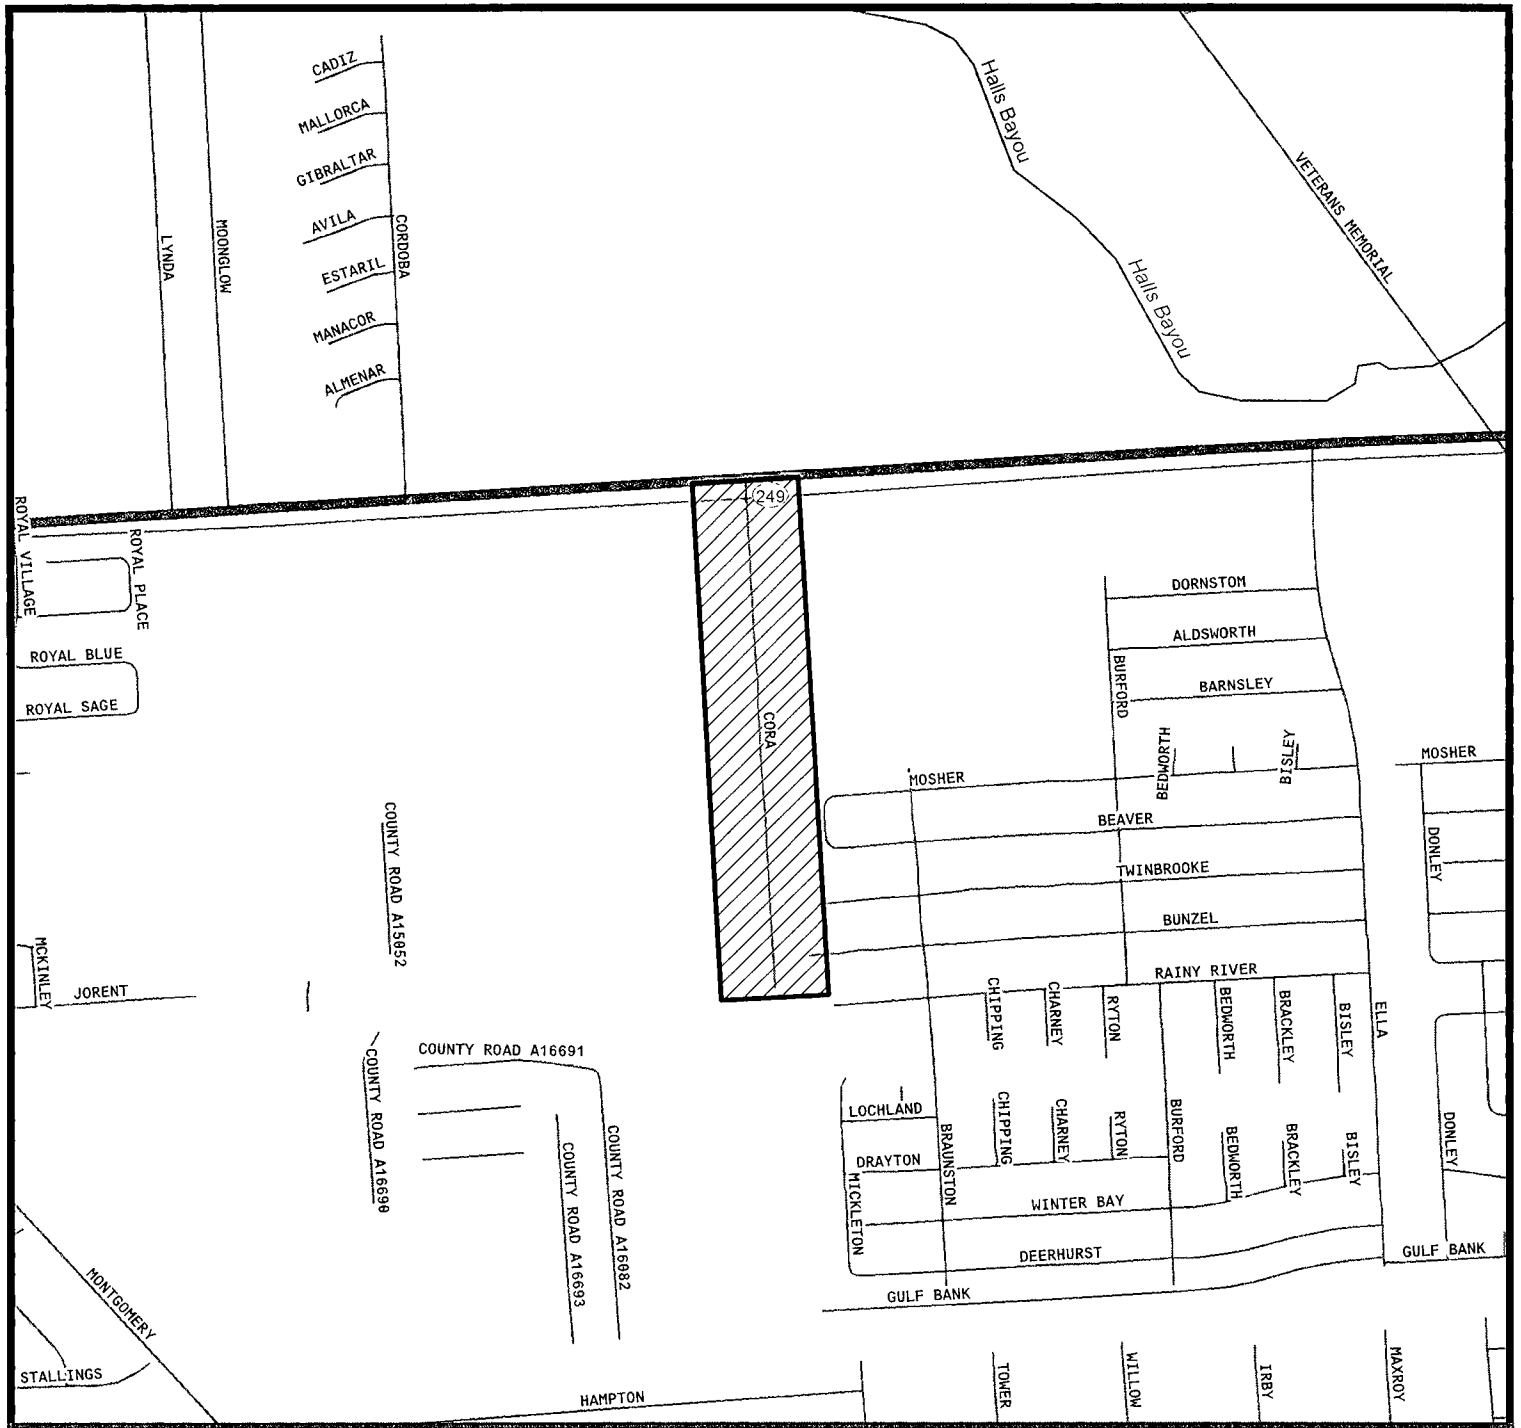 CADIZ
MALLORCA
GIBRALTAR
AVILA
ESTARIL
MANACOR
ALMENAR
CORDOBA
LYNDA
MOONGLOW
Halls Bayou
Halls Bayou
VETERANS MEMORIAL
249
ROYAL VILLAGE
ROYAL PLACE
ROYAL BLUE
ROYAL SAGE
CORA
DORNSTOM
ALDSWORTH
BARNSLEY
BURFORD
BEDWORTH
BISLEY
MOSHER
MOSHER
BEAVER
TWINBROOKE
BUNZEL
RAINY RIVER
DONLEY
COUNTY ROAD A15052
MCKINLEY
JORENT
COUNTY ROAD A16691
COUNTY ROAD A16690
COUNTY ROAD A16693
COUNTY ROAD A16082
CHIPPING
CHARNEY
RYTON
BEDWORTH
BRACKLEY
BISLEY
ELLA
LOCHLAND
DRAYTON
MICKLETON
BRAUNSTON
CHIPPING
CHARNEY
RYTON
BURFORD
BEDWORTH
BRACKLEY
BISLEY
DONLEY
WINTER BAY
DEERHURST
GULF BANK
GULF BANK
MONTGOMERY
STALLINGS
HAMPTON
TOWER
WILLOW
IRBY
MAXROY